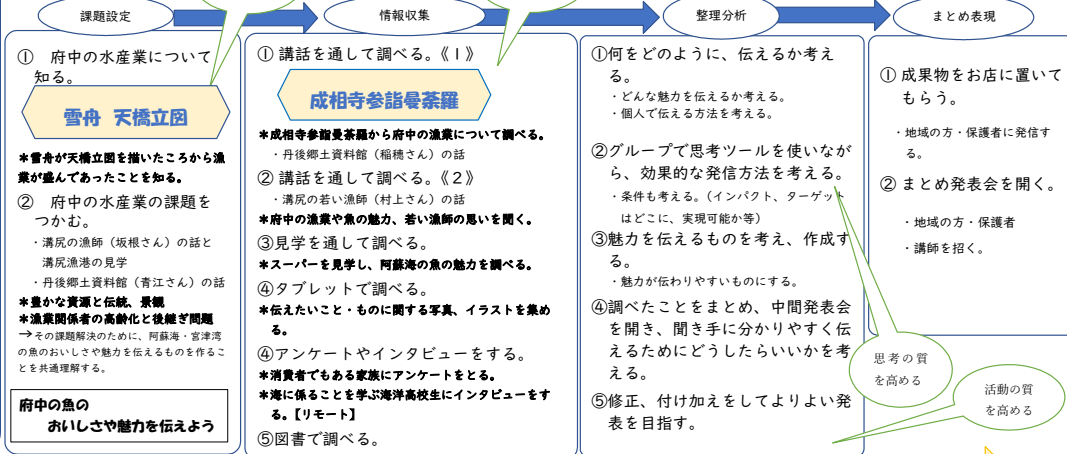 課題設定
情報収集
整理分析
まとめ表現
① 府中の水産業について
知る。
雪舟 天橋立図
*雪舟が天橋立図を描いたころから漁
業が盛んであったことを知る。
② 府中の水産業の課題を
つかむ。
・溝尻の漁師（坂根さん）の話と
溝尻漁港の見学
・丹後郷土資料館（青江さん）の話
*豊かな資源と伝統、景観
*漁業関係者の高齢化と後継ぎ問題
→その課題解決のために、阿蘇海・宮津湾
の魚のおいしさや魅力を伝えるものを作るこ
とを共通理解する。
府中の魚の
おいしさや魅力を伝えよう
① 講話を通して調べる。《１》
成相寺参詣曼荼羅
*成相寺参詣曼荼羅から府中の漁業について調べる。
・丹後郷土資料館（稲穂さん）の話
② 講話を通して調べる。《２》
・溝尻の若い漁師（村上さん）の話
*府中の漁業や魚の魅力、若い漁師の思いを聞く。
③見学を通して調べる。
*スーパーを見学し、阿蘇海の魚の魅力を調べる。
④タブレットで調べる。
*伝えたいこと・ものに関する写真、イラストを集め
る。
④アンケートやインタビューをする。
*消費者でもある家族にアンケートをとる。
*海に係ることを学ぶ海洋高校生にインタビューをす
る。【リモート】
⑤図書で調べる。
①何をどのように、伝えるか考え
る。
・どんな魅力を伝えるか考える。
・個人で伝える方法を考える。
②グループで思考ツールを使いなが
ら、効果的な発信方法を考える。
・条件も考える。（インパクト、ターゲット
はどこに、実現可能か等）
③魅力を伝えるものを考え、作成す
る。
・魅力が伝わりやすいものにする。
④調べたことをまとめ、中間発表会
を開き、聞き手に分かりやすく伝
えるためにどうしたらいいかを考
える。
⑤修正、付け加えをしてよりよい発
表を目指す。
① 成果物をお店に置いて
もらう。
・地域の方・保護者に発信す
る。
② まとめ発表会を開く。
・地域の方・保護者
・講師を招く。
思考の質
を高める
活動の質
を高める